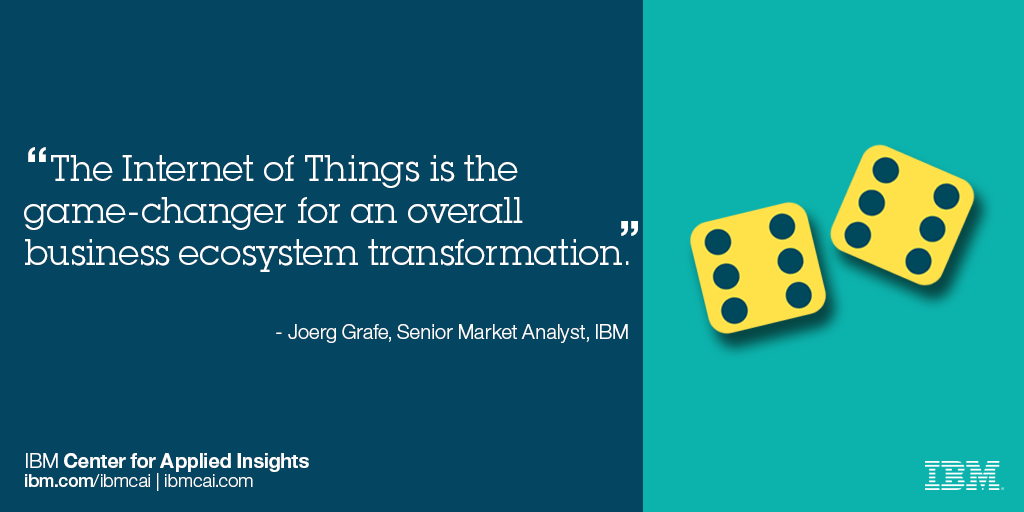 “The Internet of Things is the
game-changer for an overall
business ecosystem transformation.”
- Joerg Grafe, Senior Market Analyst, IBM
IBM Center for Applied Insights
ibm.com/ibmcai | ibmcai.com
IBM.